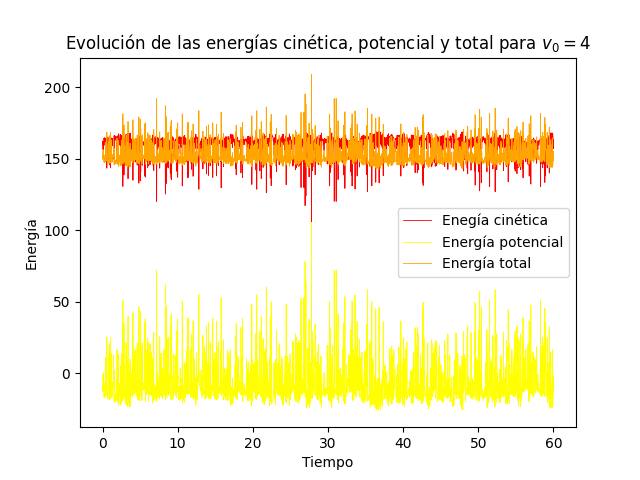 Evolución de las energías cinética, potencial y total para v₀ = 4
200
150
100
50
0
Energía
Enegía cinética
Energía potencial
Energía total
0 10 20 30 40 50 60
Tiempo